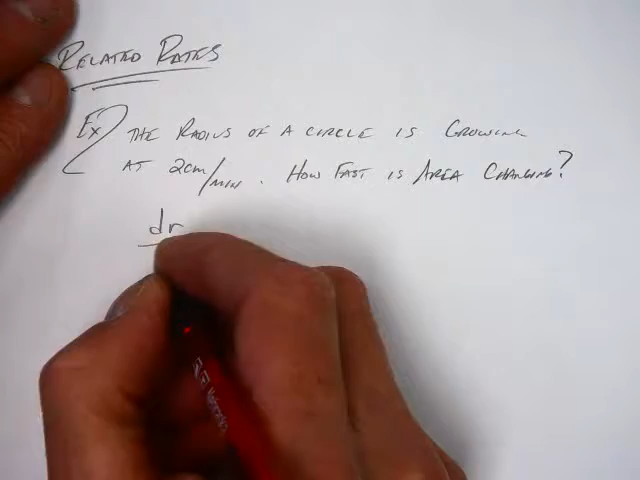 RELATED RATES
Ex) THE RADIUS OF A CIRCLE IS GROWING
AT 2cm/MIN. HOW FAST IS AREA CHANGING?
dr